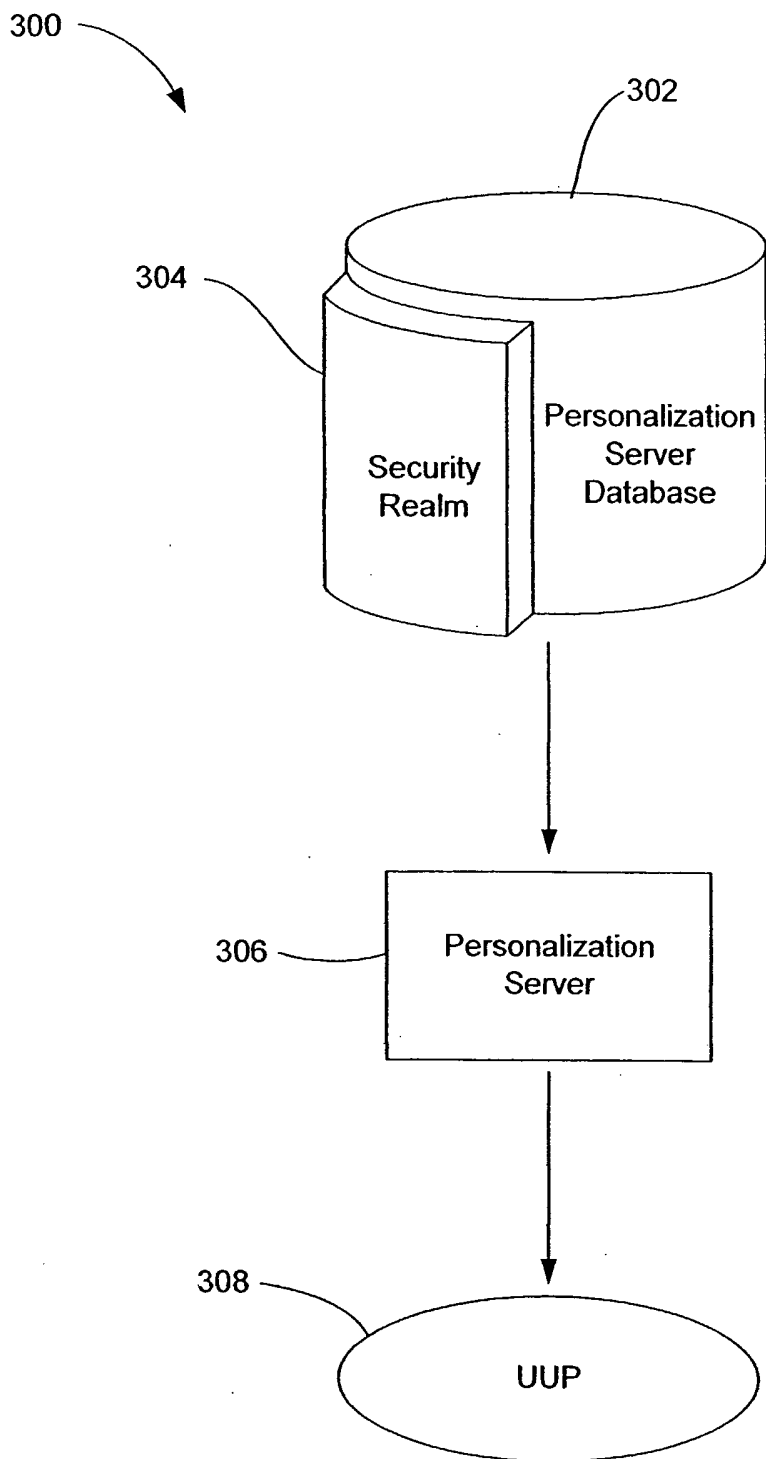 300
302
304
Personalization
Server
Database
Security
Realm
306
Personalization
Server
308
UUP